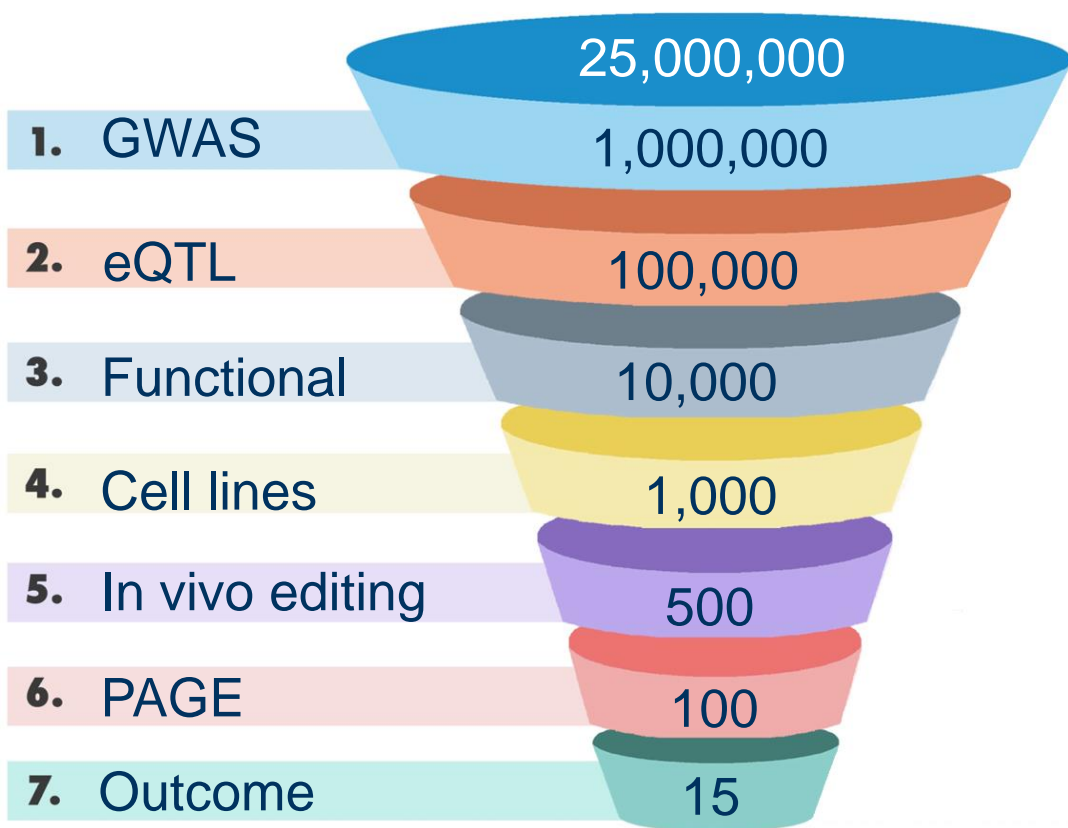 25,000,000
1. GWAS 1,000,000
2. eQTL 100,000
3. Functional 10,000
4. Cell lines 1,000
5. In vivo editing 500
6. PAGE 100
7. Outcome 15